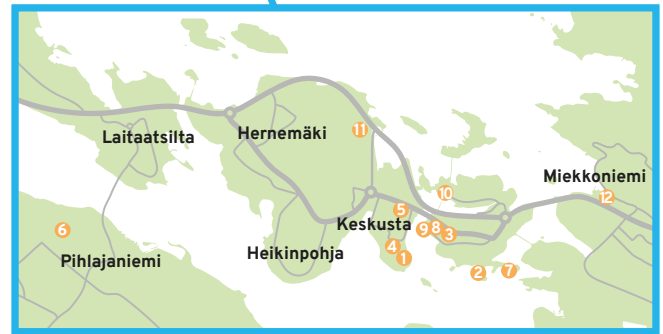 11
Laitaatsilta
Hernemäki
Miekkoniemi
10
12
5
Keskusta
9
8
3
6
Pihlajaniemi
Heikinpohja
4
1
2
7